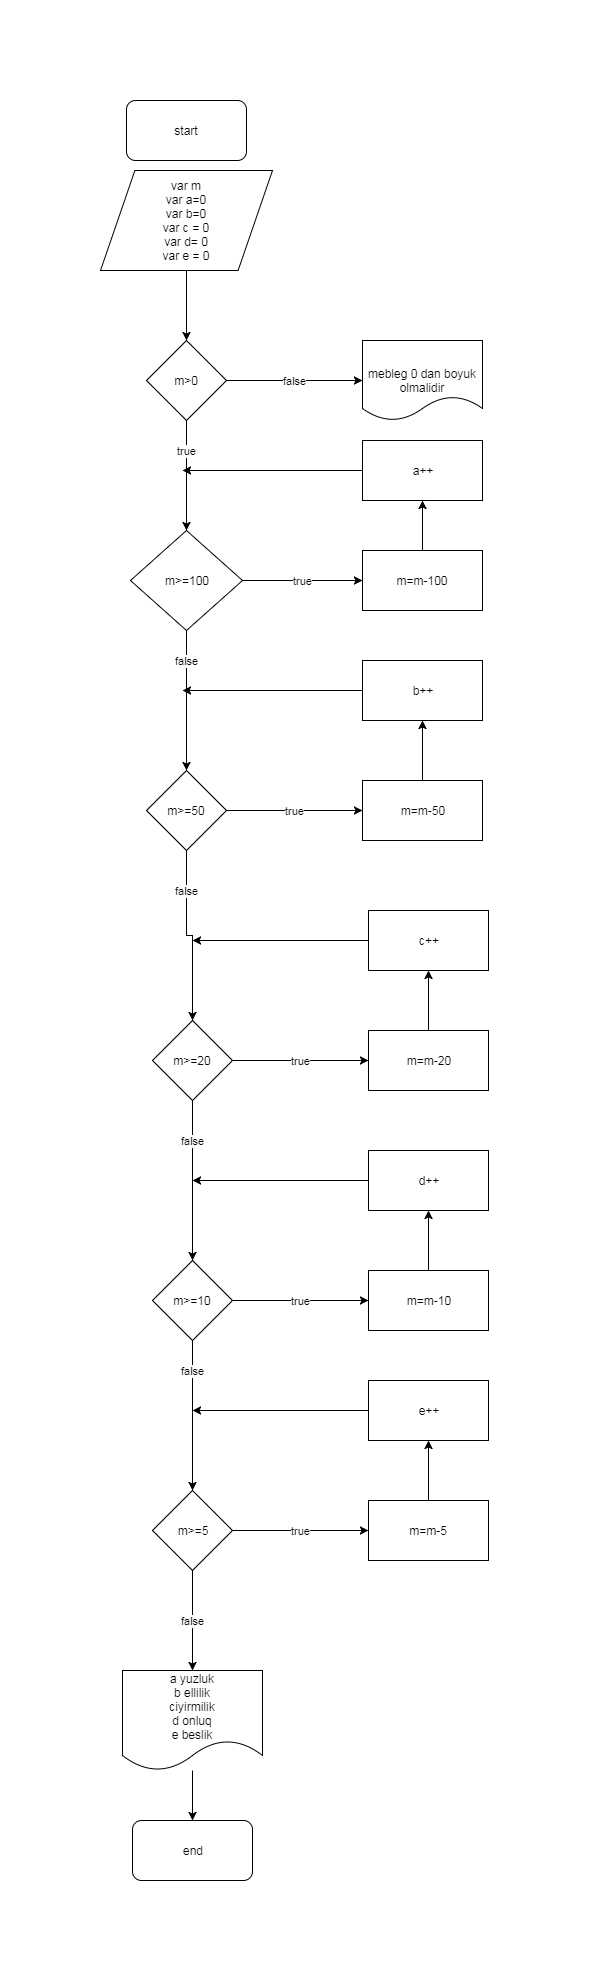 start
var m
var a=0
var b=0
var c = 0
var d= 0
var e = 0
m>0
false
mebleg 0 dan boyuk
olmalidir
true
a++
m>=100
true
m=m-100
false
b++
m>=50
true
m=m-50
false
c++
m>=20
true
m=m-20
false
d++
m>=10
true
m=m-10
false
e++
m>=5
true
m=m-5
false
a yuzluk
b ellilik
ciyirmilik
d onluq
e beslik
end